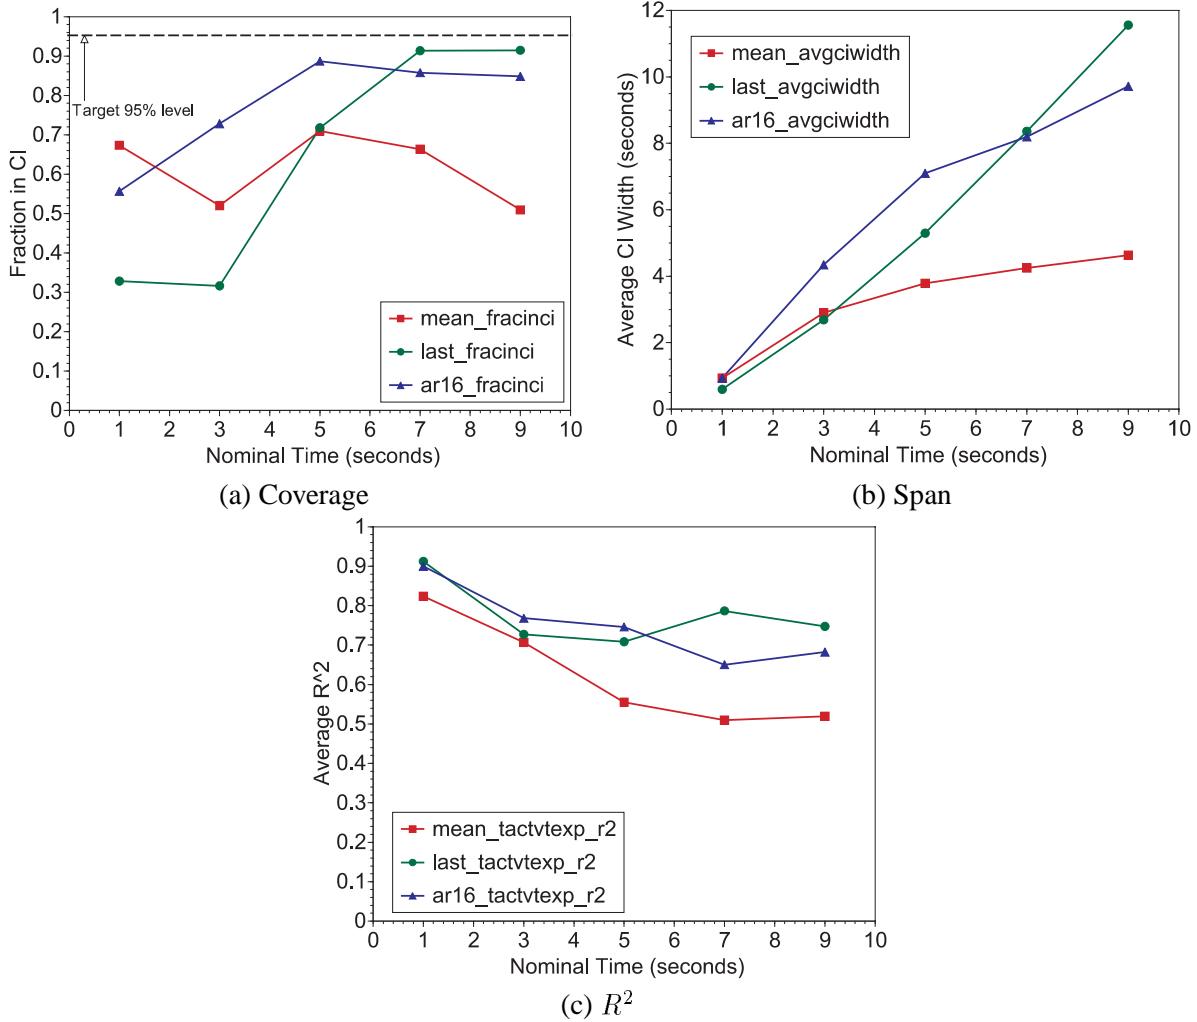 1
0.9
0.8
0.7
0.6
0.5
0.4
0.3
0.2
0.1
0
Fraction in CI
Target 95% level
mean_fracinci
last_fracinci
ar16_fracinci
0 1 2 3 4 5 6 7 8 9 10
Nominal Time (seconds)
(a) Coverage
12
10
8
6
4
2
0
Average CI Width (seconds)
mean_avgciwidth
last_avgciwidth
ar16_avgciwidth
0 1 2 3 4 5 6 7 8 9 10
Nominal Time (seconds)
(b) Span
1
0.9
0.8
0.7
0.6
0.5
0.4
0.3
0.2
0.1
0
Average R^2
mean_tactvtexp_r2
last_tactvtexp_r2
ar16_tactvtexp_r2
0 1 2 3 4 5 6 7 8 9 10
Nominal Time (seconds)
(c) R²